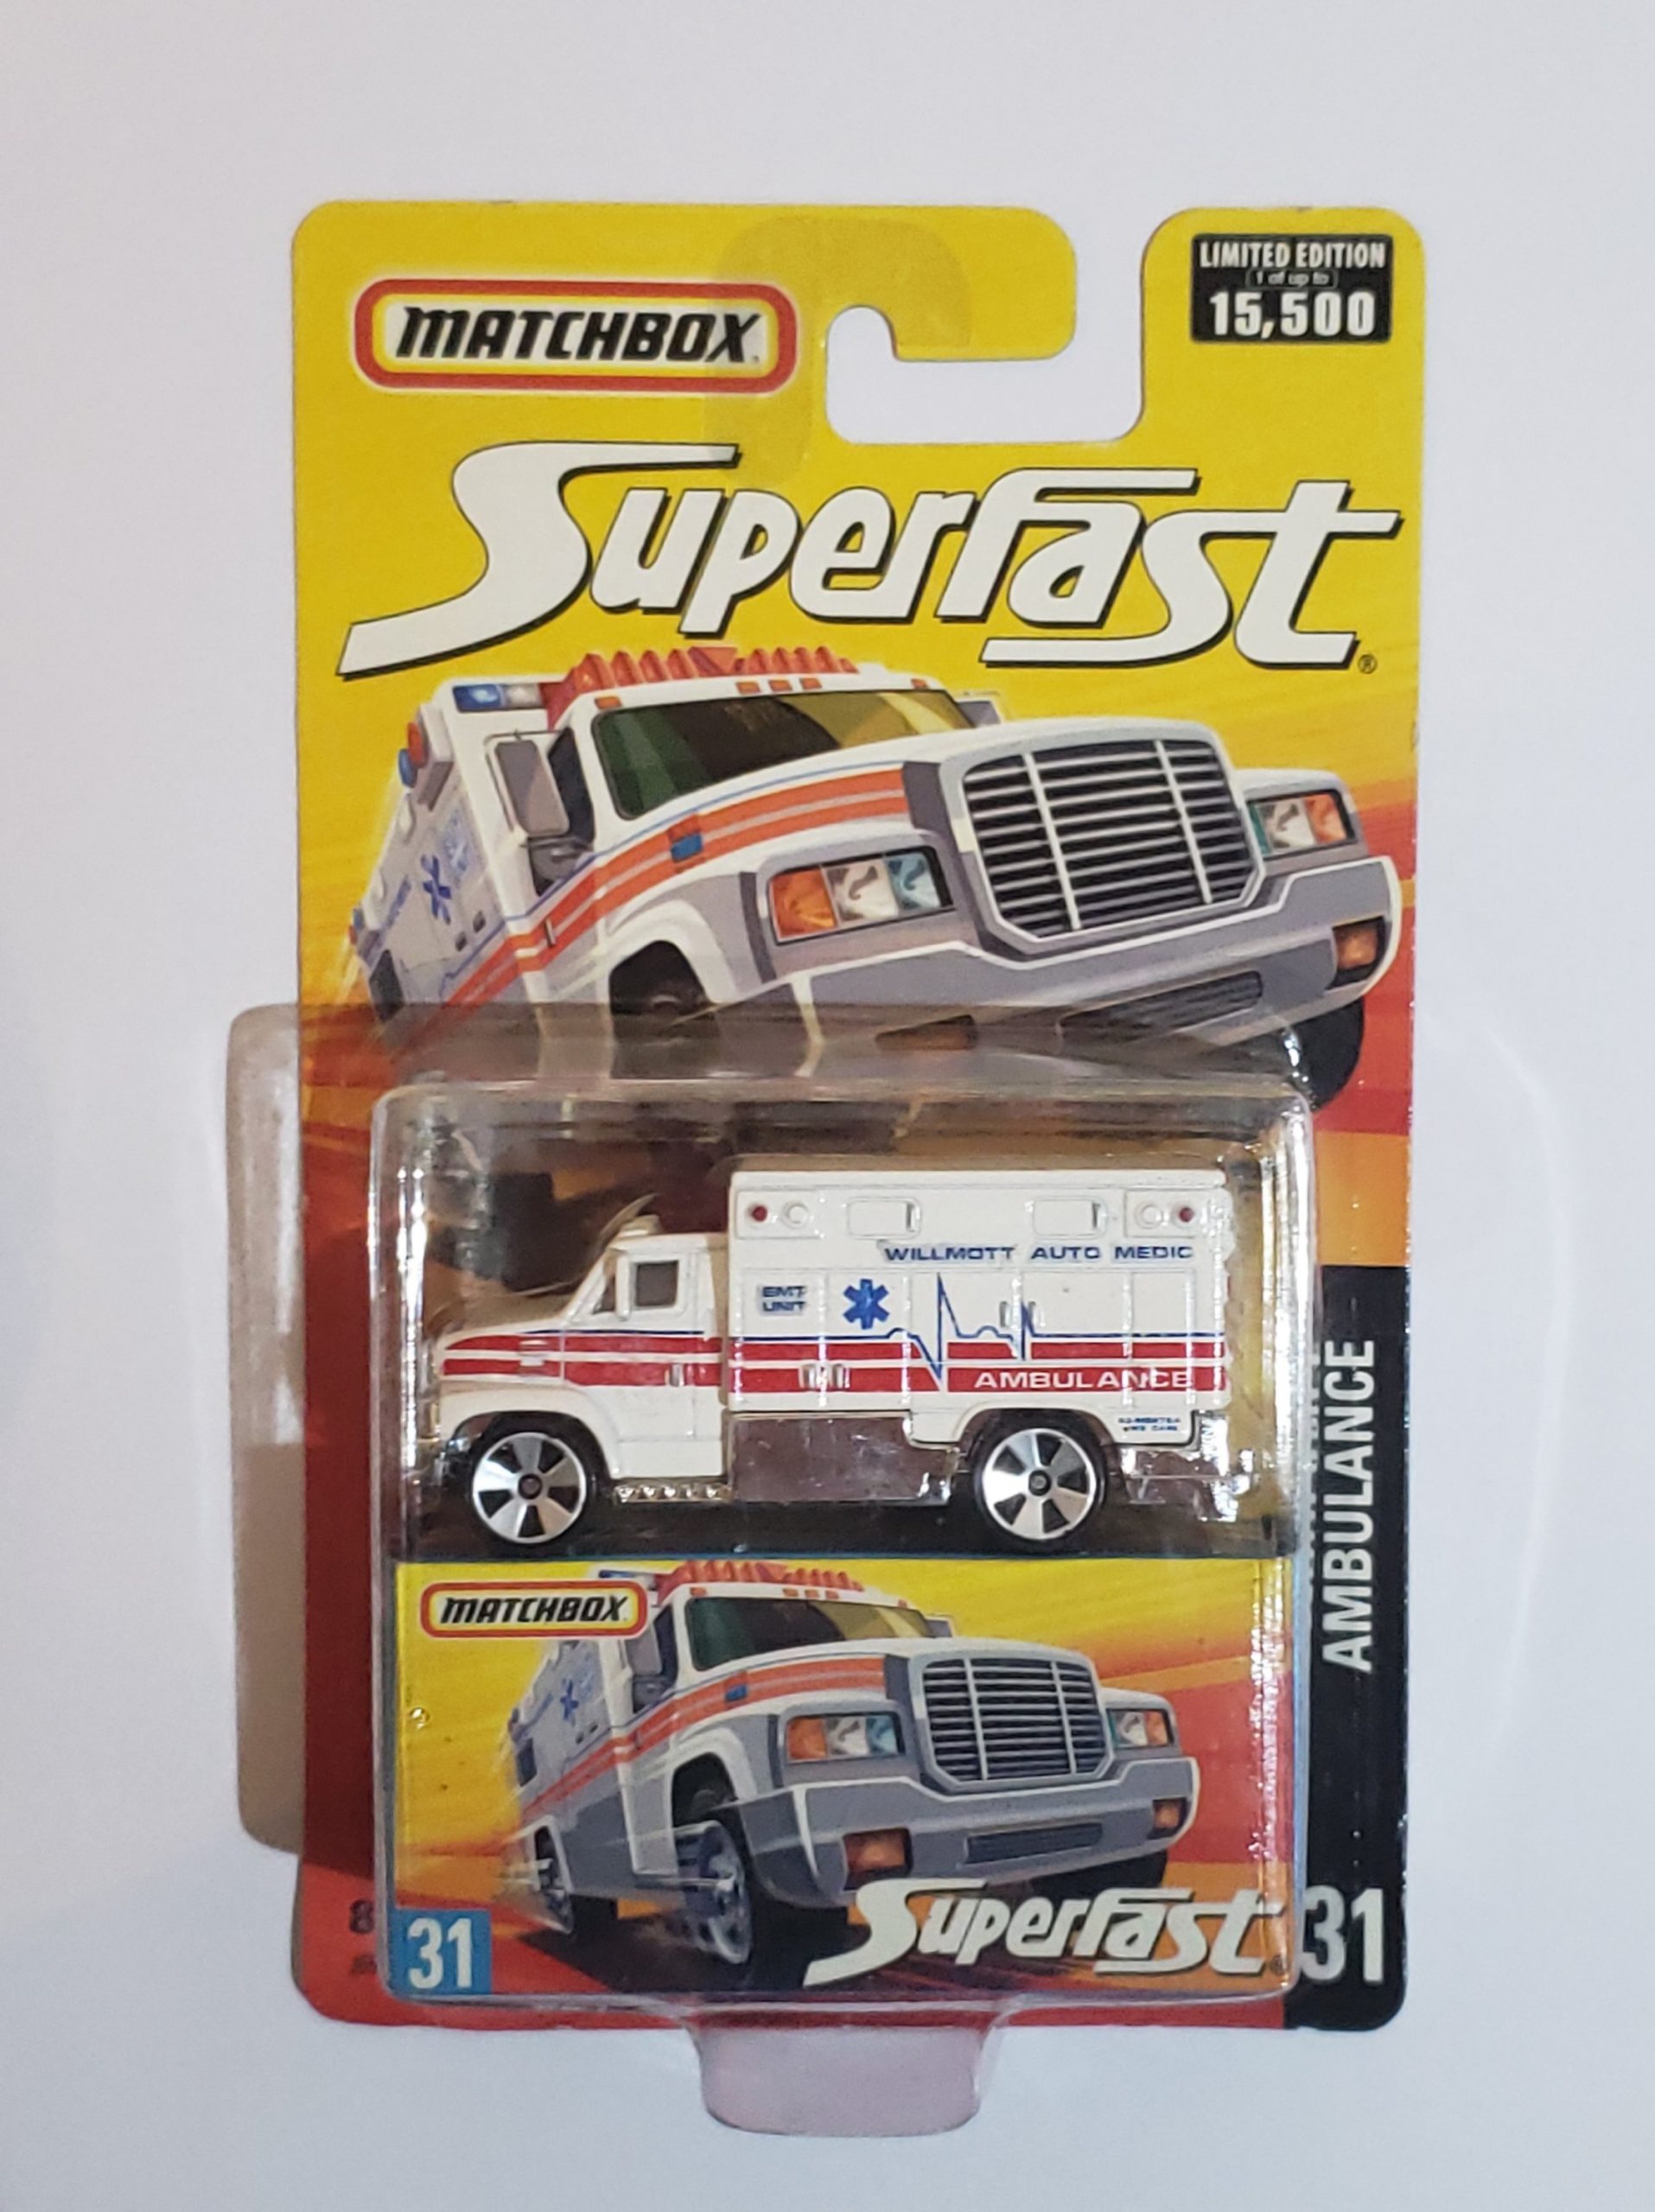 MATCHBOX
LIMITED EDITION
1 of up to
15,500
Superfast®
WILLMOTT AUTO MEDIC
EMT
UNIT
AMBULANCE
AMBULANCE
MATCHBOX
31
Superfast
31